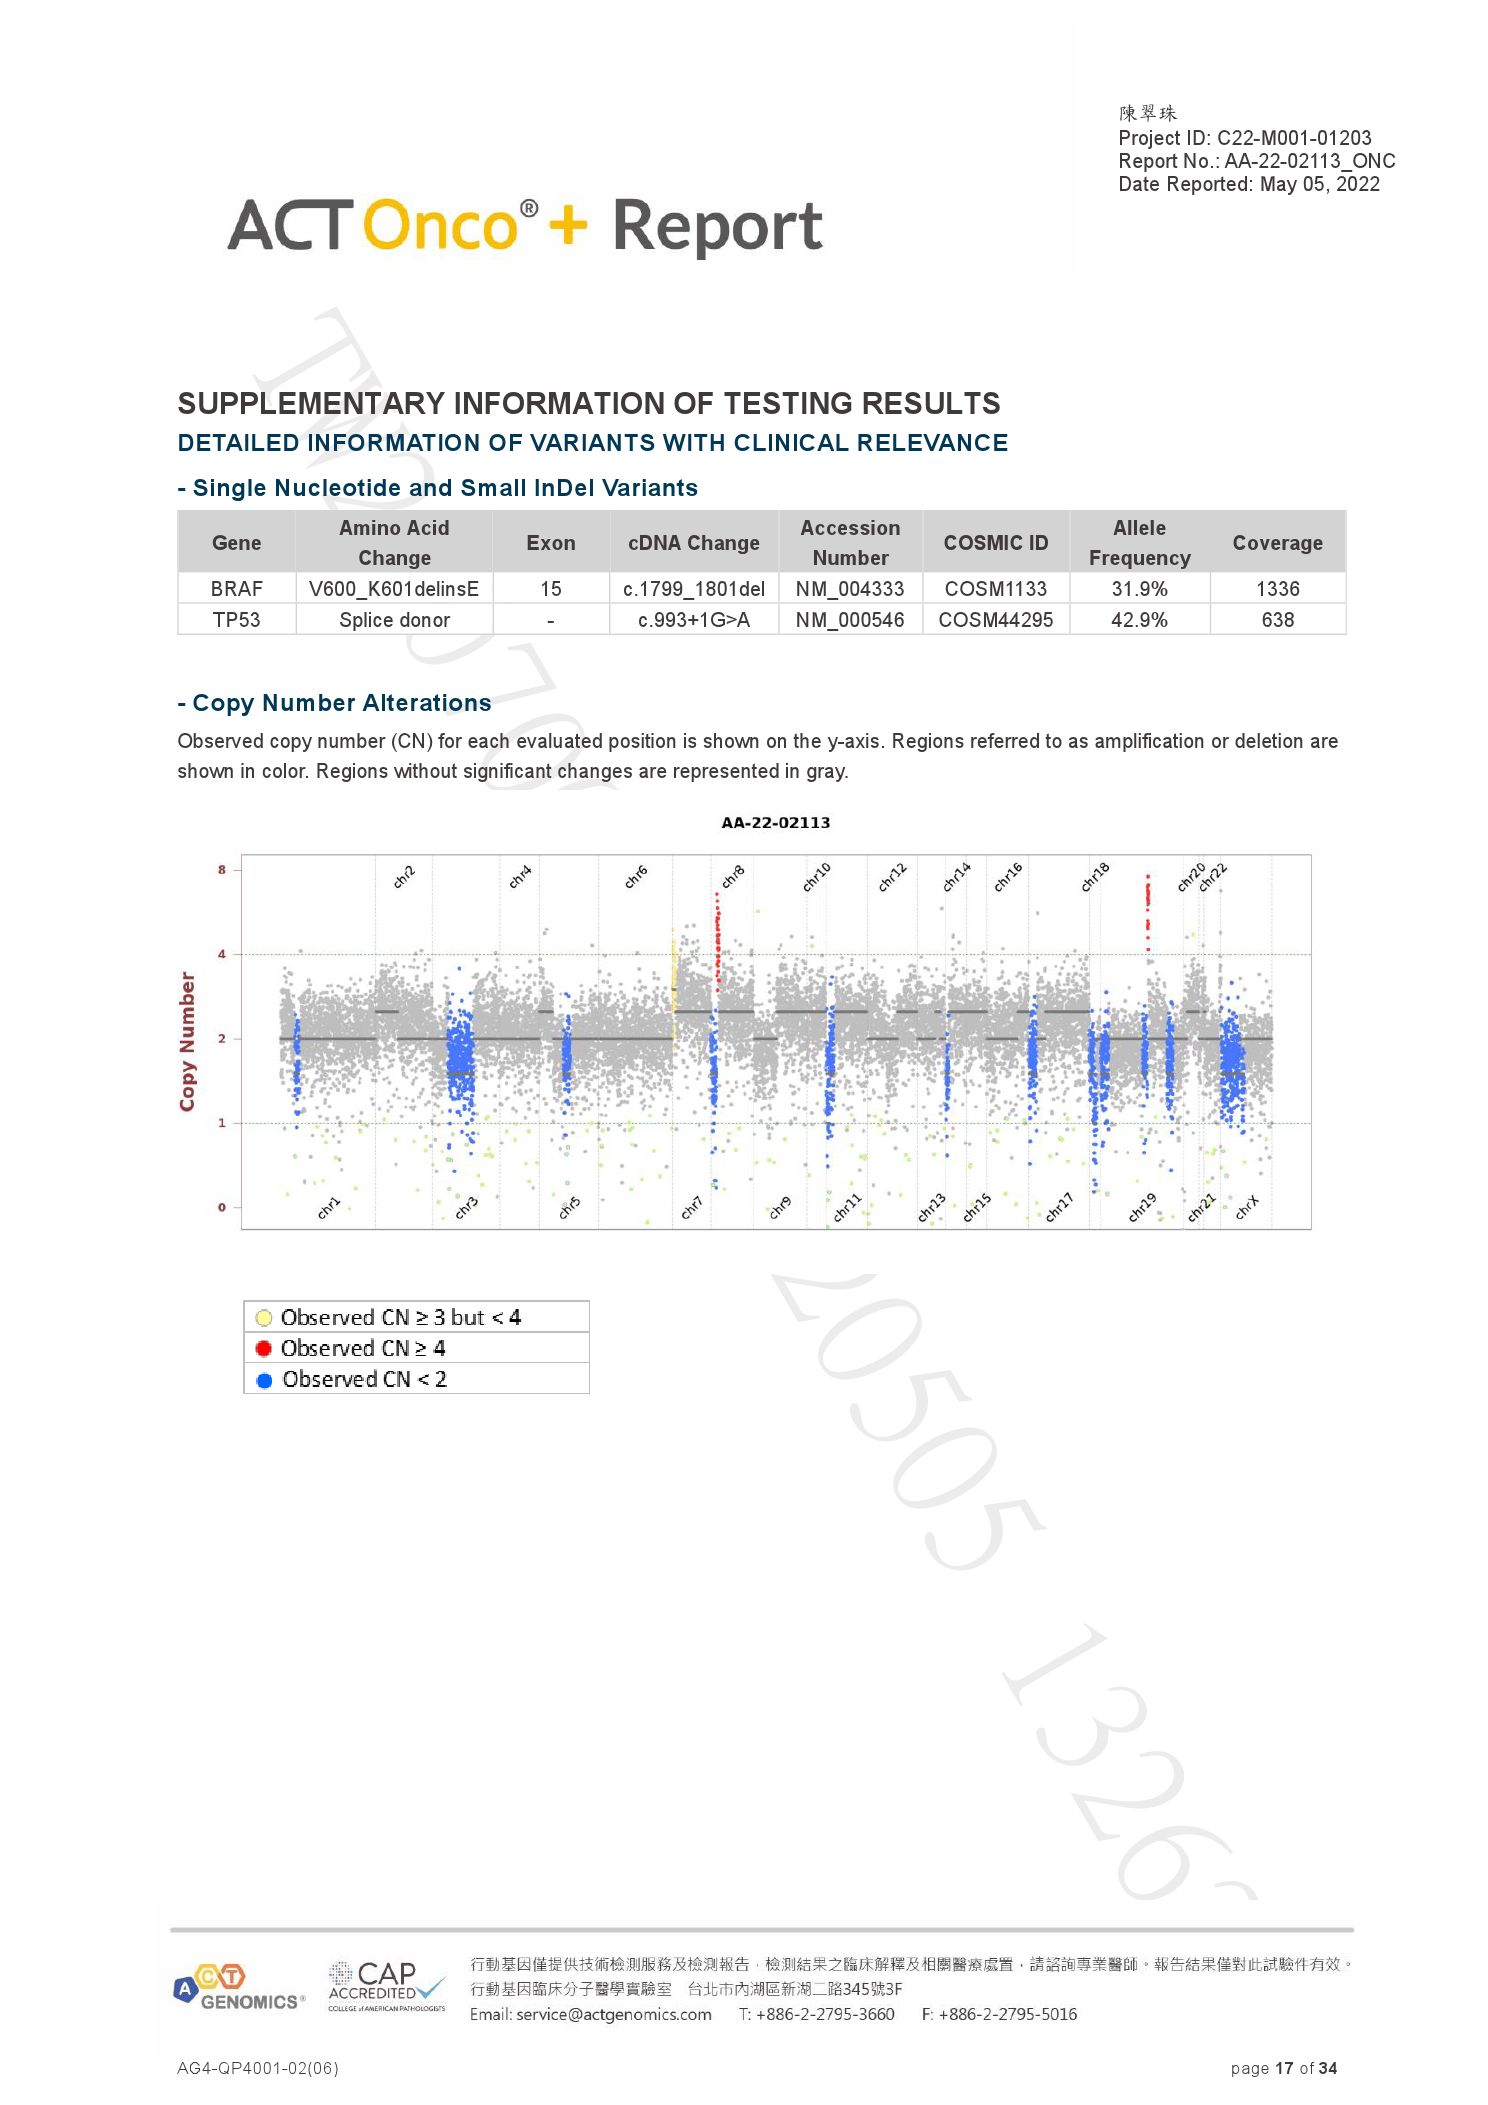 陳翠珠
Project ID: C22-M001-01203
Report No.: AA-22-02113_ONC
Date Reported: May 05, 2022
ACT Onco®+ Report
SUPPLEMENTARY INFORMATION OF TESTING RESULTS
DETAILED INFORMATION OF VARIANTS WITH CLINICAL RELEVANCE
- Single Nucleotide and Small InDel Variants
Gene Amino Acid Change Exon cDNA Change Accession Number COSMIC ID Allele Frequency Coverage
BRAF V600_K601delinsE 15 c.1799_1801del NM_004333 COSM1133 31.9% 1336
TP53 Splice donor - c.993+1G>A NM_000546 COSM44295 42.9% 638
- Copy Number Alterations
Observed copy number (CN) for each evaluated position is shown on the y-axis. Regions referred to as amplification or deletion are
shown in color. Regions without significant changes are represented in gray.
AA-22-02113
Copy Number
8
4
2
1
0
chr2 chr4 chr6 chr8 chr10 chr12 chr14 chr16 chr18 chr20 chr22
chr1 chr3 chr5 chr7 chr9 chr11 chr13 chr15 chr17 chr19 chr21 chrX
Observed CN ≥ 3 but < 4
Observed CN ≥ 4
Observed CN < 2
ACT GENOMICS®
CAP
ACCREDITED
COLLEGE of AMERICAN PATHOLOGISTS
行動基因僅提供技術檢測服務及檢測報告，檢測結果之臨床解釋及相關醫療處置，請諮詢專業醫師。報告結果僅對此試驗件有效。
行動基因臨床分子醫學實驗室 台北市內湖區新湖二路345號3F
Email: service@actgenomics.com T: +886-2-2795-3660 F: +886-2-2795-5016
AG4-QP4001-02(06)
page 17 of 34